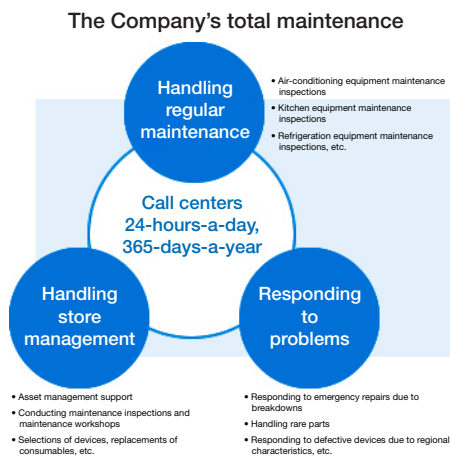 The Company's total maintenance
Handling
regular
maintenance
• Air-conditioning equipment maintenance
inspections
• Kitchen equipment maintenance
inspections
• Refrigeration equipment maintenance
inspections, etc.
Call centers
24-hours-a-day,
365-days-a-year
Handling
store
management
Responding
to
problems
• Asset management support
• Conducting maintenance inspections and
maintenance workshops
• Selections of devices, replacements of
consumables, etc.
• Responding to emergency repairs due to
breakdowns
• Handling rare parts
• Responding to defective devices due to regional
characteristics, etc.